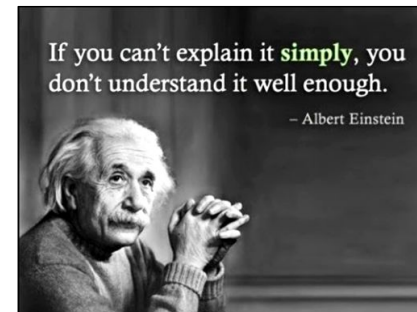 If you can't explain it simply, you
don't understand it well enough.
– Albert Einstein